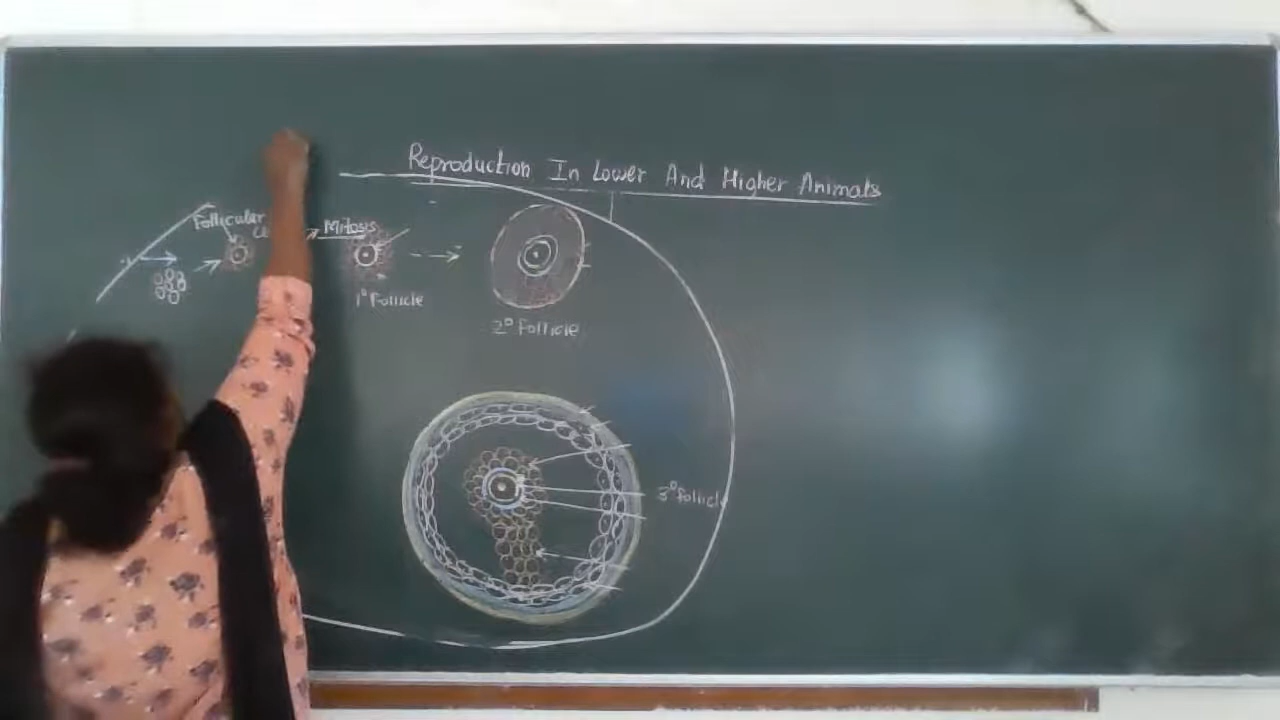 Reproduction In Lower And Higher Animals
Follicular
Mitosis
1° Follicle
2° Follicle
3° Follicle